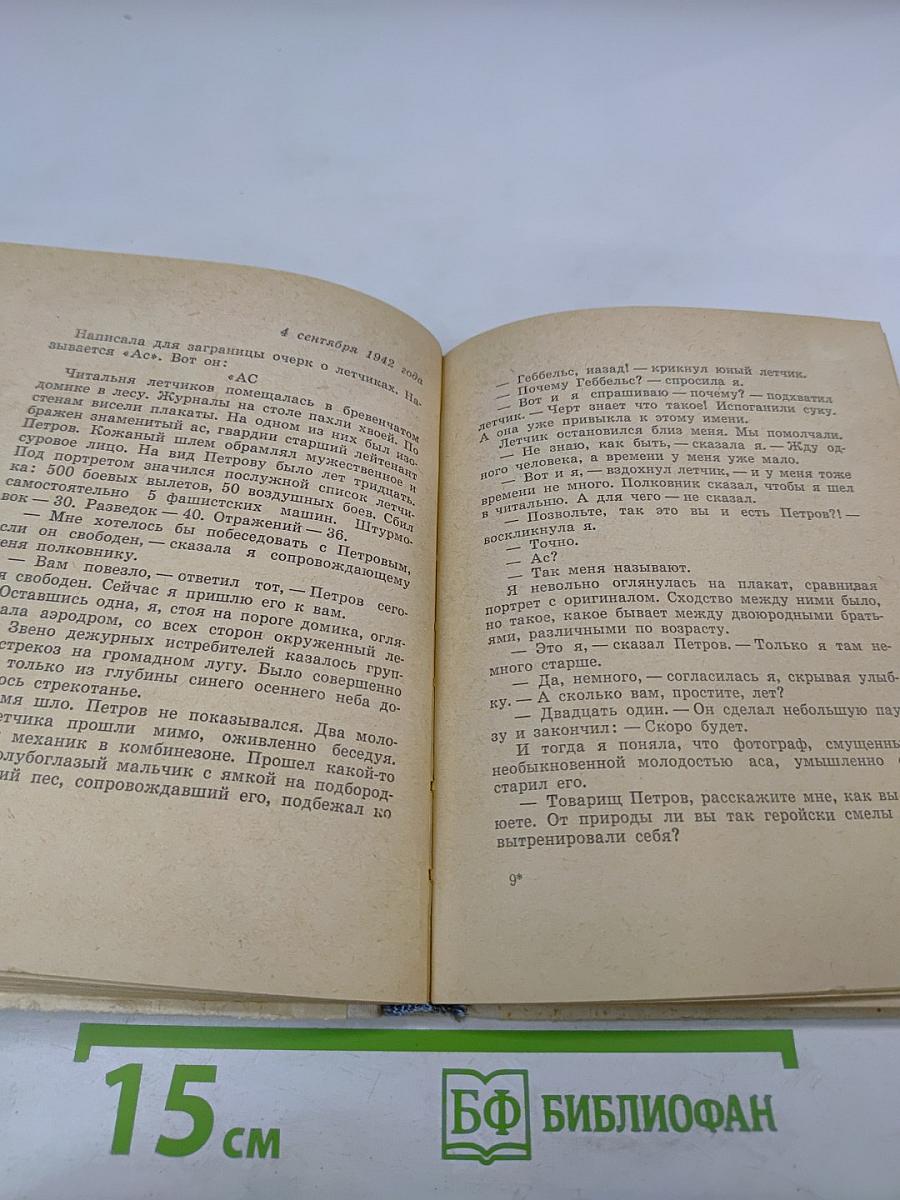 4 сентября 1942 года
Написала для заграницы очерк о летчиках. На-
зывается «Ас». Вот он:
«АС
Читальня летчиков помещалась в бревенчатом
домике в лесу. Журналы на столе пахли хвоей. По
стенам висели плакаты. На одном из них был изо-
бражен знаменитый ас, гвардии старший лейтенант
Петров. Кожаный шлем обрамлял мужественное и
суровое лицо. На вид Петрову было лет тридцать.
Под портретом значился послужной список летчи-
ка: 500 боевых вылетов, 50 воздушных боев. Сбил
самостоятельно 5 фашистских машин. Штурмо-
вок — 30. Разведок — 40. Отражений — 36.
— Мне хотелось бы побеседовать с Петровым,
если он свободен, — сказала я сопровождающему
меня полковнику.
— Вам повезло, — ответил тот, — Петров сего-
я свободен. Сейчас я пришлю его к вам.
Оставшись одна, я, стоя на пороге домика, огля-
ала аэродром, со всех сторон окруженный ле-
Звено дежурных истребителей казалось груп-
стрекоз на громадном лугу. Было совершенно
только из глубины синего осеннего неба до-
ось стрекотанье.
мя шло. Петров не показывался. Два моло-
етчика прошли мимо, оживленно беседуя.
механик в комбинезоне. Прошел какой-то
олубоглазый мальчик с ямкой на подбород-
ий пес, сопровождавший его, подбежал ко
— Геббельс, назад! — крикнул юный летчик.
— Почему Геббельс? — спросила я.
— Вот и я спрашиваю — почему? — подхватил
летчик. — Черт знает что такое! Испоганили суку.
А она уже привыкла к этому имени.
Летчик остановился близ меня. Мы помолчали.
— Не знаю, как быть, — сказала я. — Жду од-
ного человека, а времени у меня уже мало.
— Вот и я, — вздохнул летчик, — и у меня тоже
времени не много. Полковник сказал, чтобы я шел
в читальню. А для чего — не сказал.
— Позвольте, так это вы и есть Петров?! —
воскликнула я.
— Точно.
— Ас?
— Так меня называют.
Я невольно оглянулась на плакат, сравнивая
портрет с оригиналом. Сходство между ними было,
но такое, какое бывает между двоюродными брать-
ями, различными по возрасту.
— Это я, — сказал Петров. — Только я там не-
много старше.
— Да, немного, — согласилась я, скрывая улыб-
ку. — А сколько вам, простите, лет?
— Двадцать один. — Он сделал небольшую пау-
зу и закончил: — Скоро будет.
И тогда я поняла, что фотограф, смущенны
необыкновенной молодостью аса, умышленно
старил его.
— Товарищ Петров, расскажите мне, как вы
юете. От природы ли вы так геройски смелы
вытренировали себя?
9*
15 см
БФ БИБЛИОФАН